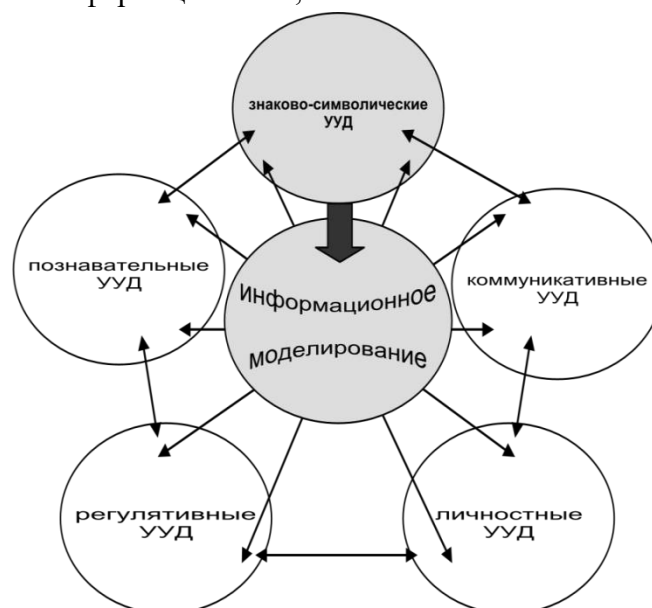 знаково-символические
УУД
познавательные
УУД
коммуникативные
УУД
Информационное
моделирование
регулятивные
УУД
личностные
УУД